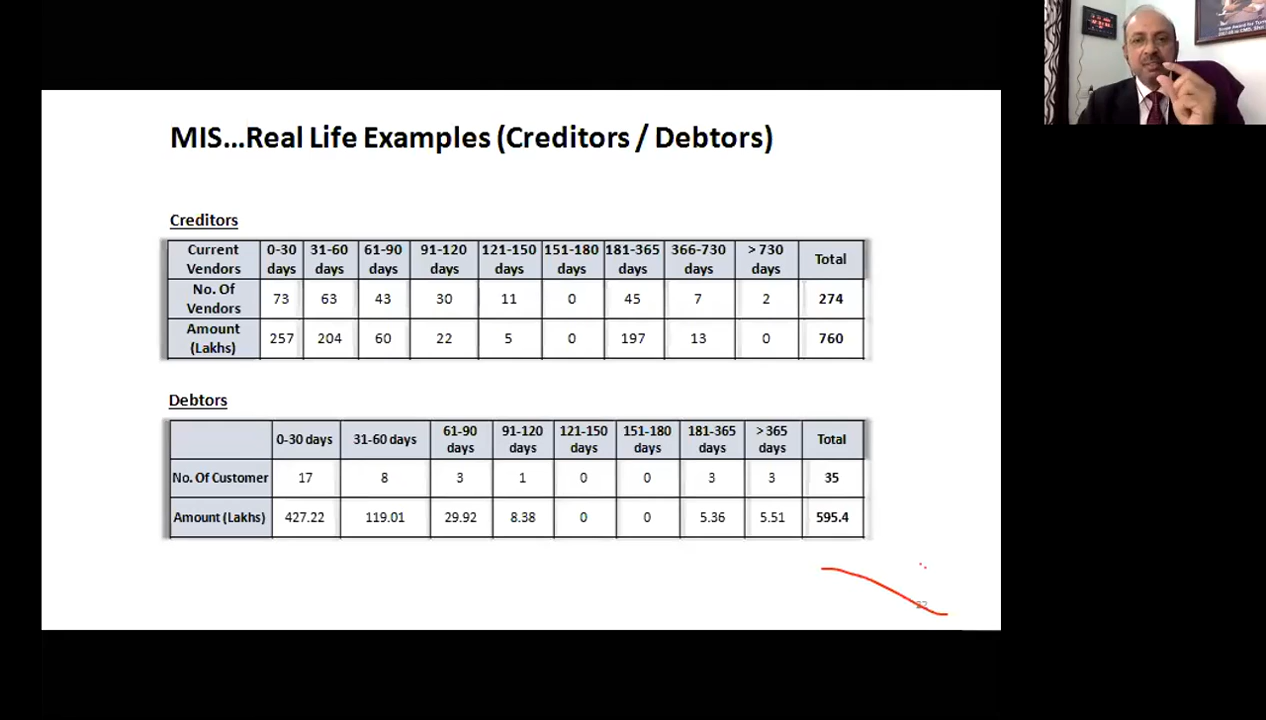 MIS...Real Life Examples (Creditors / Debtors)
Creditors
Current Vendors 0-30 days 31-60 days 61-90 days 91-120 days 121-150 days 151-180 days 181-365 days 366-730 days > 730 days Total
No. Of Vendors 73 63 43 30 11 0 45 7 2 274
Amount (Lakhs) 257 204 60 22 5 0 197 13 0 760
Debtors
0-30 days 31-60 days 61-90 days 91-120 days 121-150 days 151-180 days 181-365 days > 365 days Total
No. Of Customer 17 8 3 1 0 0 3 3 35
Amount (Lakhs) 427.22 119.01 29.92 8.38 0 0 5.36 5.51 595.4